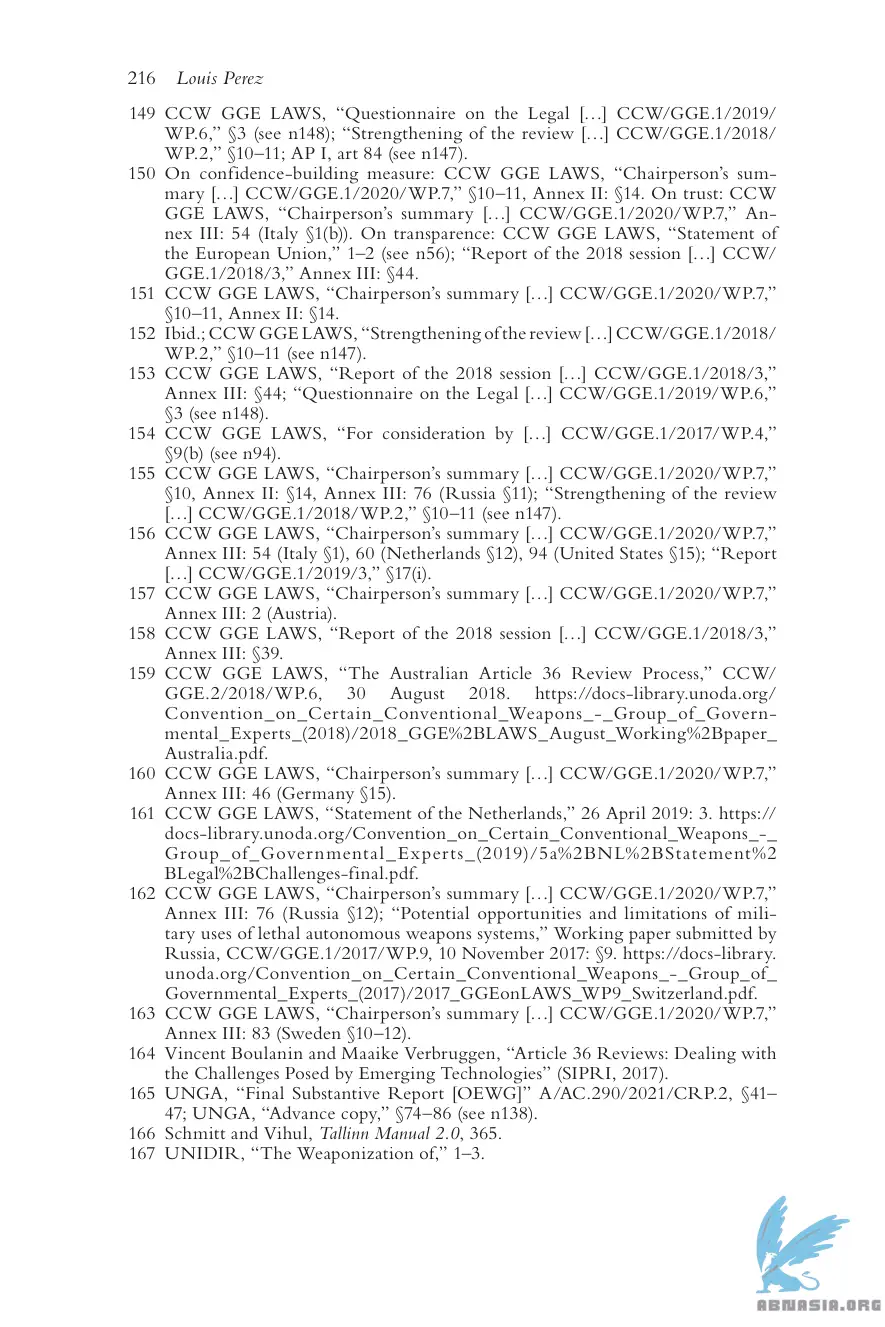 216 Louis Perez
149 CCW GGE LAWS, “Questionnaire on the Legal […] CCW/GGE.1/2019/
WP.6,” §3 (see n148); “Strengthening of the review […] CCW/GGE.1/2018/
WP.2,” §10–11; AP I, art 84 (see n147).
150 On confidence-building measure: CCW GGE LAWS, “Chairperson’s sum-
mary […] CCW/GGE.1/2020/WP.7,” §10–11, Annex II: §14. On trust: CCW
GGE LAWS, “Chairperson’s summary […] CCW/GGE.1/2020/WP.7,” An-
nex III: 54 (Italy §1(b)). On transparence: CCW GGE LAWS, “Statement of
the European Union,” 1–2 (see n56); “Report of the 2018 session […] CCW/
GGE.1/2018/3,” Annex III: §44.
151 CCW GGE LAWS, “Chairperson’s summary […] CCW/GGE.1/2020/WP.7,”
§10–11, Annex II: §14.
152 Ibid.; CCW GGE LAWS, “Strengthening of the review […] CCW/GGE.1/2018/
WP.2,” §10–11 (see n147).
153 CCW GGE LAWS, “Report of the 2018 session […] CCW/GGE.1/2018/3,”
Annex III: §44; “Questionnaire on the Legal […] CCW/GGE.1/2019/WP.6,”
§3 (see n148).
154 CCW GGE LAWS, “For consideration by […] CCW/GGE.1/2017/WP.4,”
§9(b) (see n94).
155 CCW GGE LAWS, “Chairperson’s summary […] CCW/GGE.1/2020/WP.7,”
§10, Annex II: §14, Annex III: 76 (Russia §11); “Strengthening of the review
[…] CCW/GGE.1/2018/WP.2,” §10–11 (see n147).
156 CCW GGE LAWS, “Chairperson’s summary […] CCW/GGE.1/2020/WP.7,”
Annex III: 54 (Italy §1), 60 (Netherlands §12), 94 (United States §15); “Report
[…] CCW/GGE.1/2019/3,” §17(i).
157 CCW GGE LAWS, “Chairperson’s summary […] CCW/GGE.1/2020/WP.7,”
Annex III: 2 (Austria).
158 CCW GGE LAWS, “Report of the 2018 session […] CCW/GGE.1/2018/3,”
Annex III: §39.
159 CCW GGE LAWS, “The Australian Article 36 Review Process,” CCW/
GGE.2/2018/WP.6, 30 August 2018. https://docs-library.unoda.org/
Convention_on_Certain_Conventional_Weapons_-_Group_of_Govern-
mental_Experts_(2018)/2018_GGE%2BLAWS_August_Working%2Bpaper_
Australia.pdf.
160 CCW GGE LAWS, “Chairperson’s summary […] CCW/GGE.1/2020/WP.7,”
Annex III: 46 (Germany §15).
161 CCW GGE LAWS, “Statement of the Netherlands,” 26 April 2019: 3. https://
docs-library.unoda.org/Convention_on_Certain_Conventional_Weapons_-_
Group_of_Governmental_Experts_(2019)/5a%2BNL%2BStatement%2
BLegal%2BChallenges-final.pdf.
162 CCW GGE LAWS, “Chairperson’s summary […] CCW/GGE.1/2020/WP.7,”
Annex III: 76 (Russia §12); “Potential opportunities and limitations of mili-
tary uses of lethal autonomous weapons systems,” Working paper submitted by
Russia, CCW/GGE.1/2017/WP.9, 10 November 2017: §9. https://docs-library.
unoda.org/Convention_on_Certain_Conventional_Weapons_-_Group_of_
Governmental_Experts_(2017)/2017_GGEonLAWS_WP9_Switzerland.pdf.
163 CCW GGE LAWS, “Chairperson’s summary […] CCW/GGE.1/2020/WP.7,”
Annex III: 83 (Sweden §10–12).
164 Vincent Boulanin and Maaike Verbruggen, “Article 36 Reviews: Dealing with
the Challenges Posed by Emerging Technologies” (SIPRI, 2017).
165 UNGA, “Final Substantive Report [OEWG]” A/AC.290/2021/CRP.2, §41–
47; UNGA, “Advance copy,” §74–86 (see n138).
166 Schmitt and Vihul, Tallinn Manual 2.0, 365.
167 UNIDIR, “The Weaponization of,” 1–3.
ABNASIA.ORG